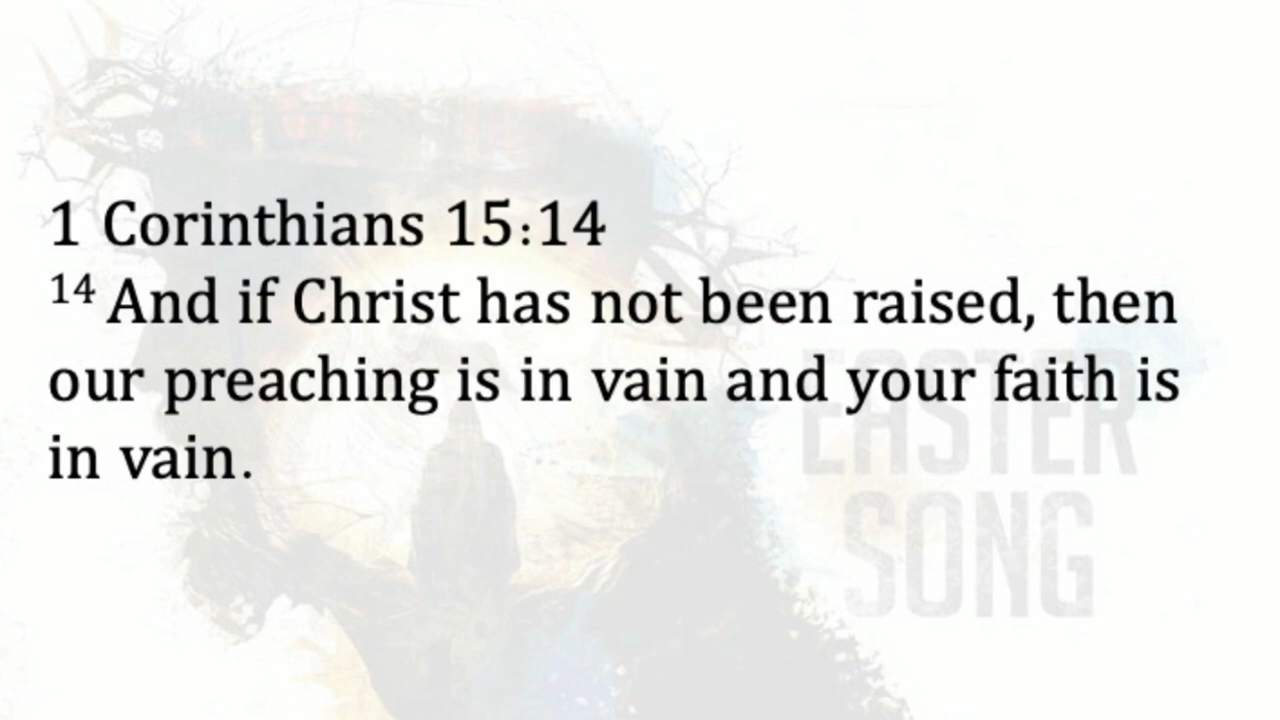 1 Corinthians 15:14
14 And if Christ has not been raised, then
our preaching is in vain and your faith is
in vain.
EASTER
SONG